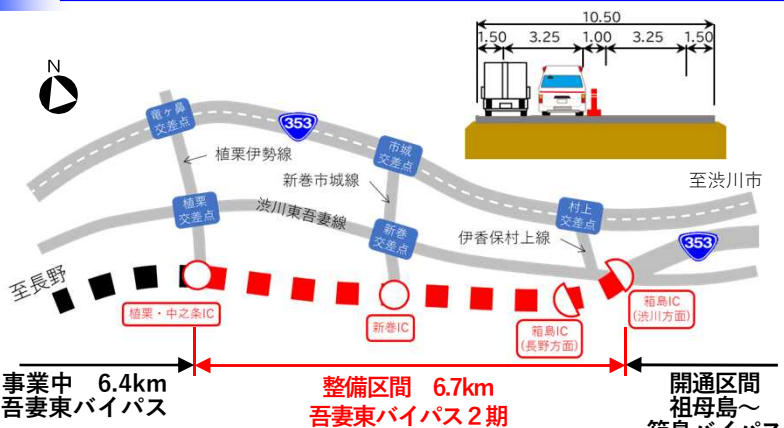 10.50
1.50 3.25 1.00 3.25 1.50
N
竜ヶ鼻
交差点
353
植栗伊勢線
市城
交差点
新巻市城線
至渋川市
植栗
交差点
渋川東吾妻線
新巻
交差点
村上
交差点
伊香保村上線
353
至長野
植栗・中之条IC
新巻IC
箱島IC
(長野方面)
箱島IC
(渋川方面)
事業中 6.4km
吾妻東バイパス
整備区間 6.7km
吾妻東バイパス2期
開通区間
祖母島～
箱島バイパス